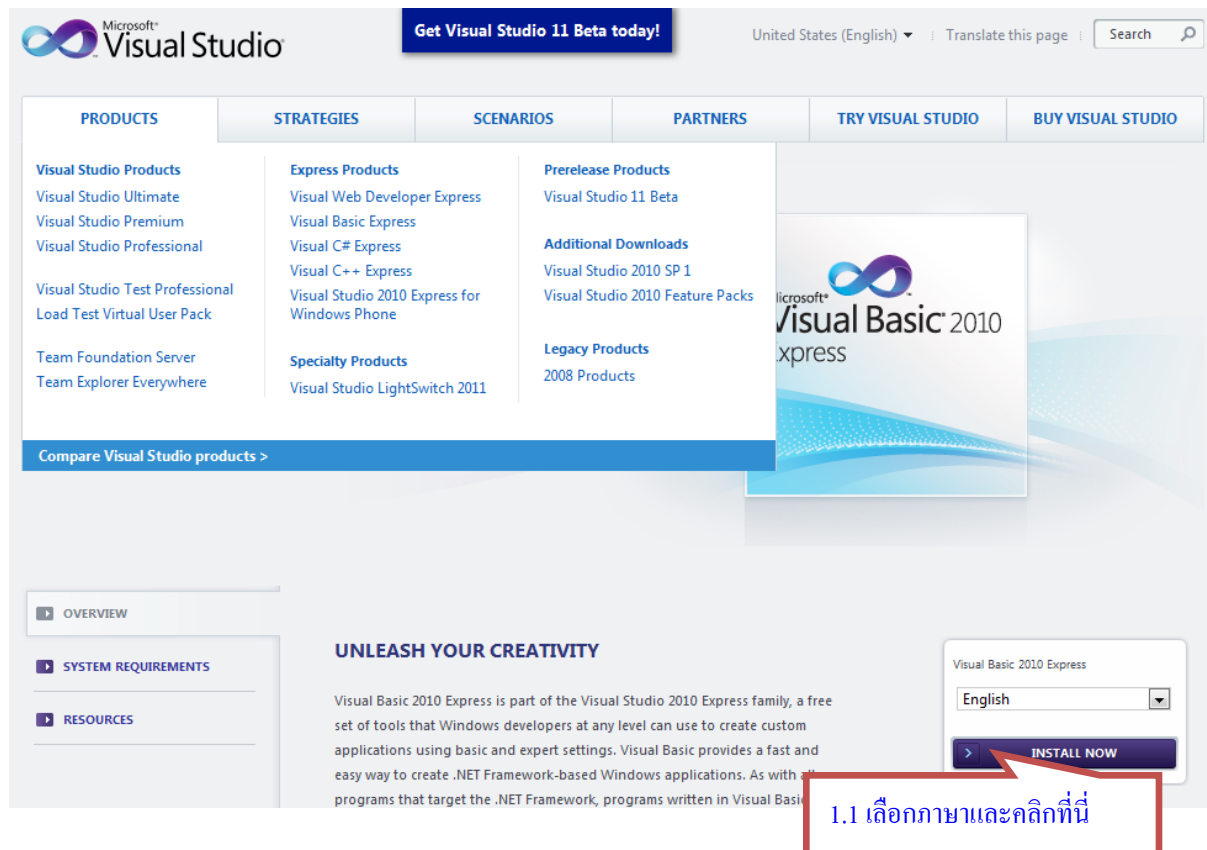 Microsoft®
Visual Studio®
Get Visual Studio 11 Beta today!
United States (English)
Translate this page
Search
PRODUCTS
STRATEGIES
SCENARIOS
PARTNERS
TRY VISUAL STUDIO
BUY VISUAL STUDIO
Visual Studio Products
Visual Studio Ultimate
Visual Studio Premium
Visual Studio Professional
Visual Studio Test Professional
Load Test Virtual User Pack
Team Foundation Server
Team Explorer Everywhere
Express Products
Visual Web Developer Express
Visual Basic Express
Visual C# Express
Visual C++ Express
Visual Studio 2010 Express for
Windows Phone
Specialty Products
Visual Studio LightSwitch 2011
Prerelease Products
Visual Studio 11 Beta
Additional Downloads
Visual Studio 2010 SP 1
Visual Studio 2010 Feature Packs
Legacy Products
2008 Products
Compare Visual Studio products >
Microsoft®
Visual Basic® 2010
Express
OVERVIEW
SYSTEM REQUIREMENTS
RESOURCES
UNLEASH YOUR CREATIVITY
Visual Basic 2010 Express is part of the Visual Studio 2010 Express family, a free
set of tools that Windows developers at any level can use to create custom
applications using basic and expert settings. Visual Basic provides a fast and
easy way to create .NET Framework-based Windows applications. As with all
programs that target the .NET Framework, programs written in Visual Basic
Visual Basic 2010 Express
English
INSTALL NOW
1.1 เลือกภาษาและคลิกที่นี่